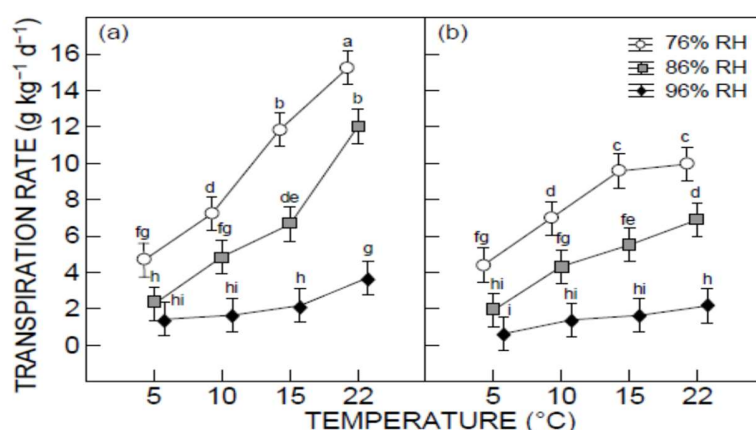 (a)
(b)
76% RH
86% RH
96% RH
TRANSPIRATION RATE (g kg⁻¹ d⁻¹)
16
14
12
10
8
6
4
2
0
a
b
b
d
de
fg
fg
h
hi
hi
h
g
c
c
d
d
fg
fg
fe
hi
i
hi
hi
h
5 10 15 22
5 10 15 22
TEMPERATURE (°C)